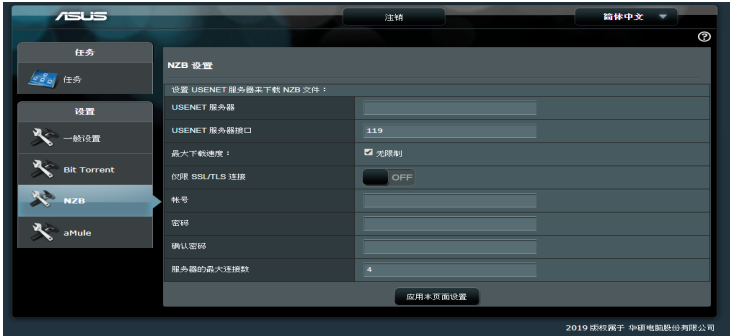 ASUS
注销
简体中文
任务
任务
设置
一般设置
Bit Torrent
NZB
aMule
NZB 设置
设置 USENET 服务器来下载 NZB 文件：
USENET 服务器
USENET 服务器接口 119
最大下载速度： 无限制
仅限 SSL/TLS 连接 OFF
帐号
密码
确认密码
服务器的最大连接数 4
应用本页面设置
2019 版权属于 华硕电脑股份有限公司